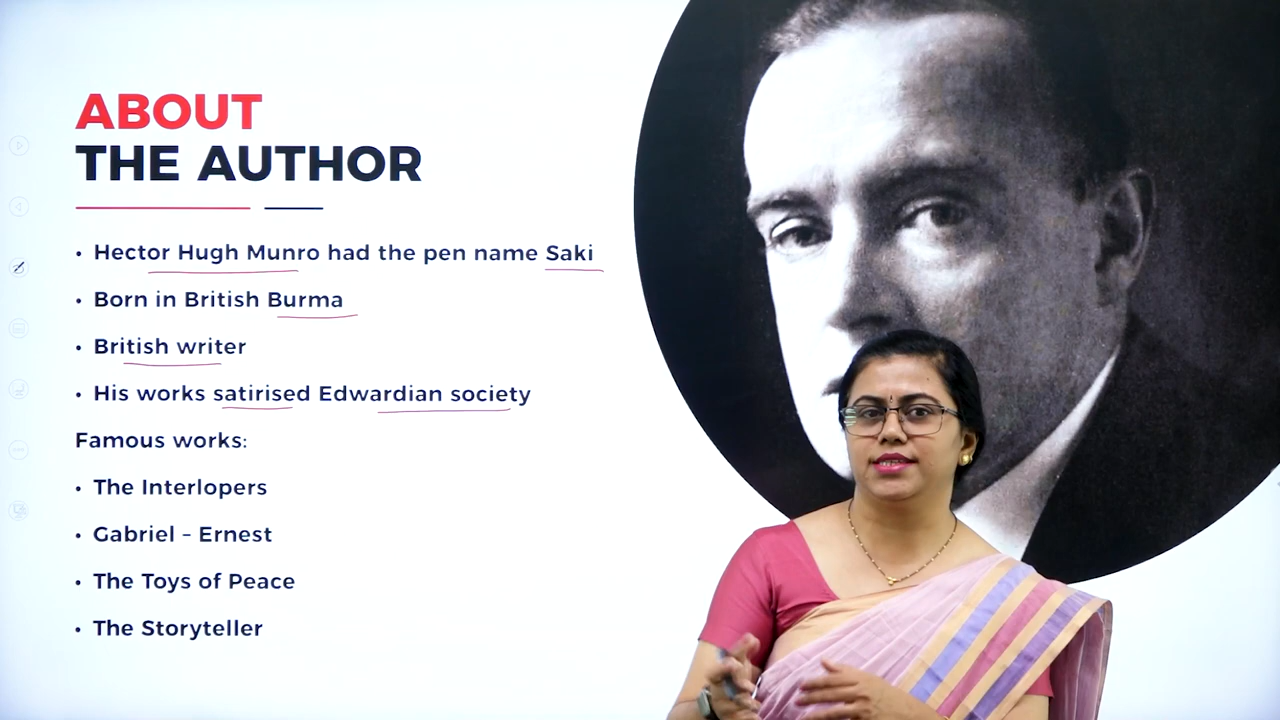 ABOUT
THE AUTHOR
• Hector Hugh Munro had the pen name Saki
• Born in British Burma
• British writer
• His works satirised Edwardian society
Famous works:
• The Interlopers
• Gabriel – Ernest
• The Toys of Peace
• The Storyteller